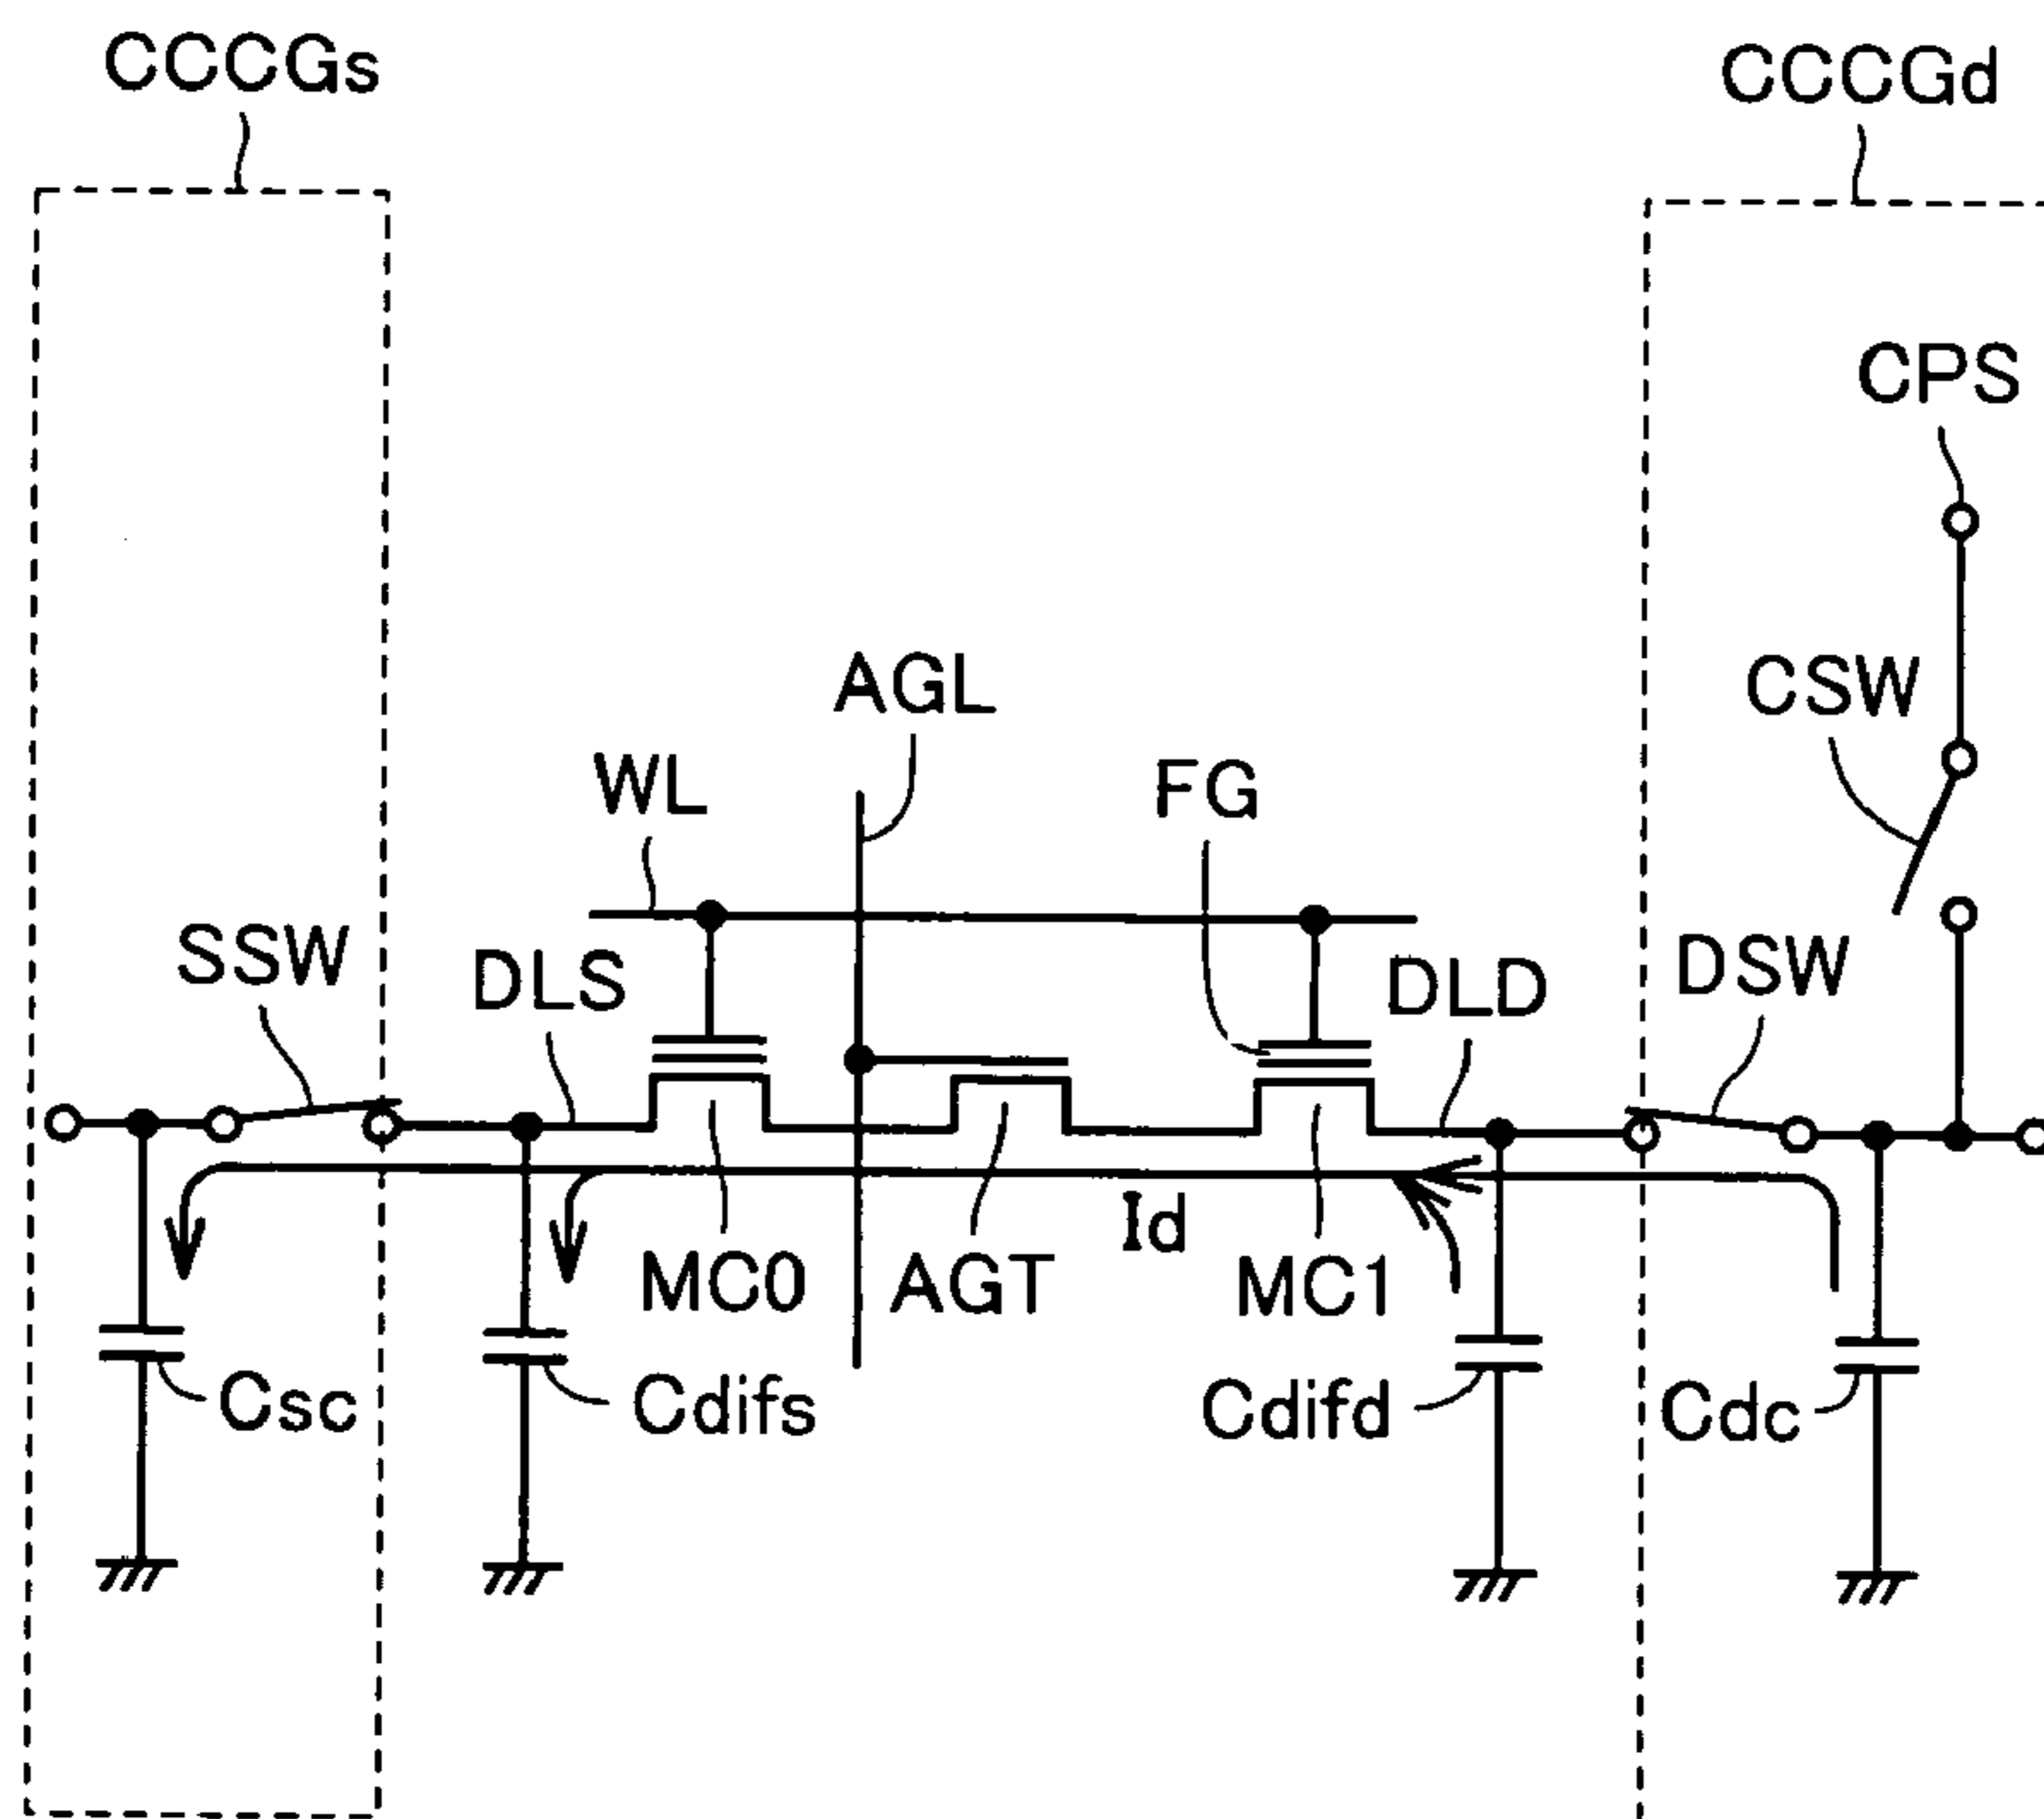 CCCGs
CCCGd
CPS
CSW
AGL
WL
FG
SSW
DLS
DLD
DSW
Id
MC0
AGT
MC1
Csc
Cdifs
Cdifd
Cdc